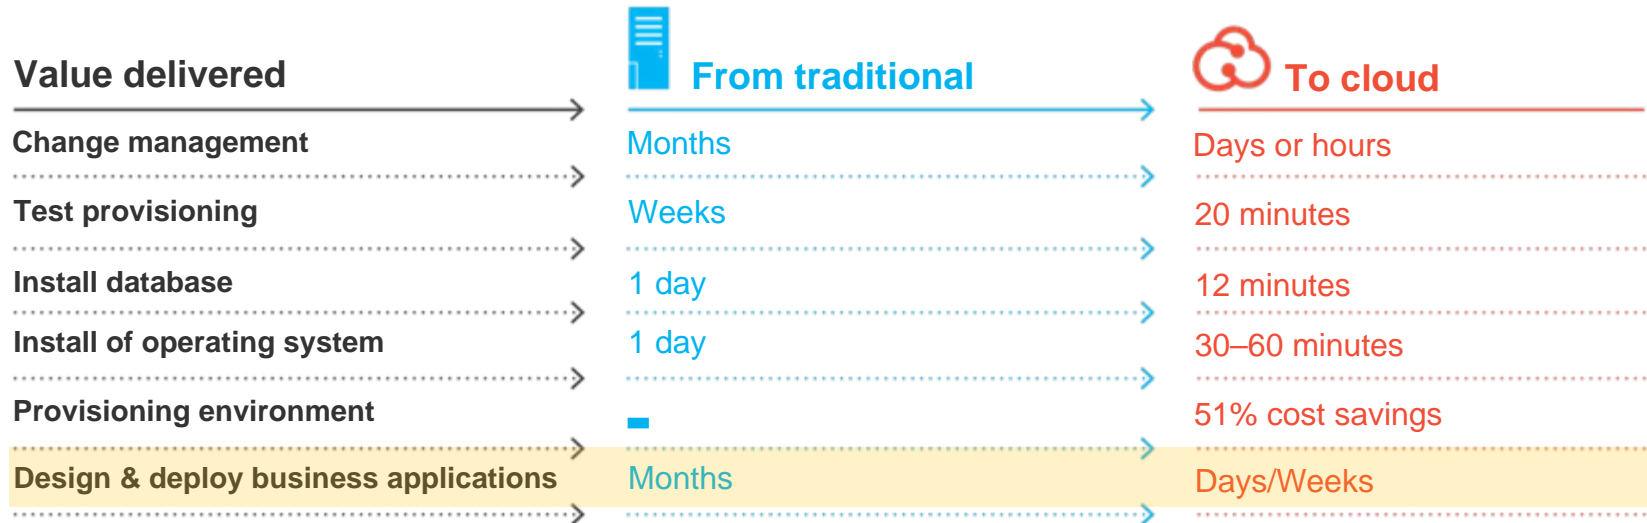 Value delivered From traditional To cloud
Change management Months Days or hours
Test provisioning Weeks 20 minutes
Install database 1 day 12 minutes
Install of operating system 1 day 30–60 minutes
Provisioning environment - 51% cost savings
Design & deploy business applications Months Days/Weeks